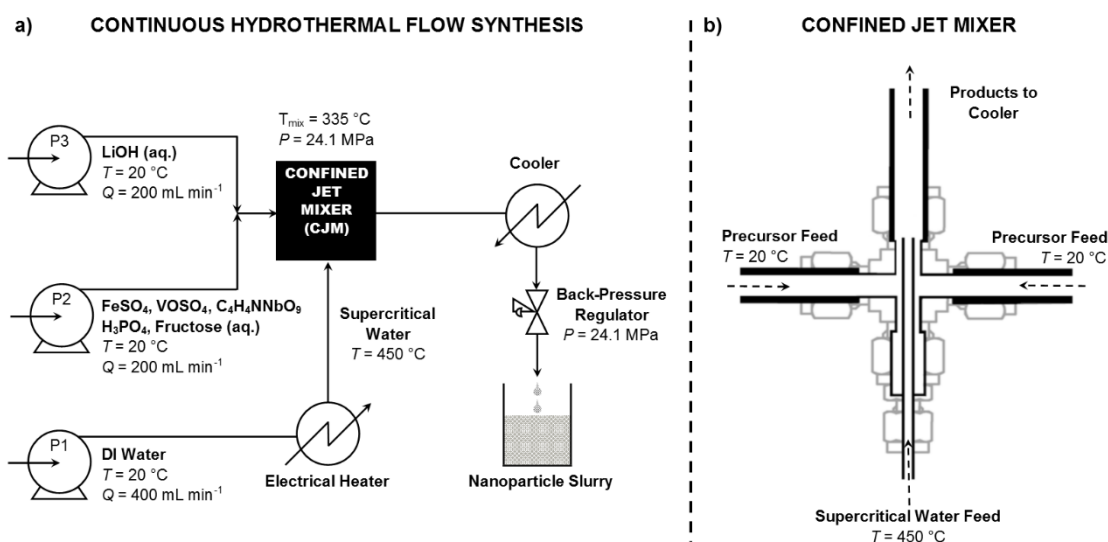 a) CONTINUOUS HYDROTHERMAL FLOW SYNTHESIS
P3
LiOH (aq.)
T = 20 °C
Q = 200 mL min⁻¹
T_mix = 335 °C
P = 24.1 MPa
CONFINED
JET
MIXER
(CJM)
Cooler
P2
FeSO₄, VOSO₄, C₄H₄NNbO₉
H₃PO₄, Fructose (aq.)
T = 20 °C
Q = 200 mL min⁻¹
Supercritical
Water
T = 450 °C
Back-Pressure
Regulator
P = 24.1 MPa
P1
DI Water
T = 20 °C
Q = 400 mL min⁻¹
Electrical Heater
Nanoparticle Slurry
b) CONFINED JET MIXER
Products to
Cooler
Precursor Feed
T = 20 °C
Precursor Feed
T = 20 °C
Supercritical Water Feed
T = 450 °C